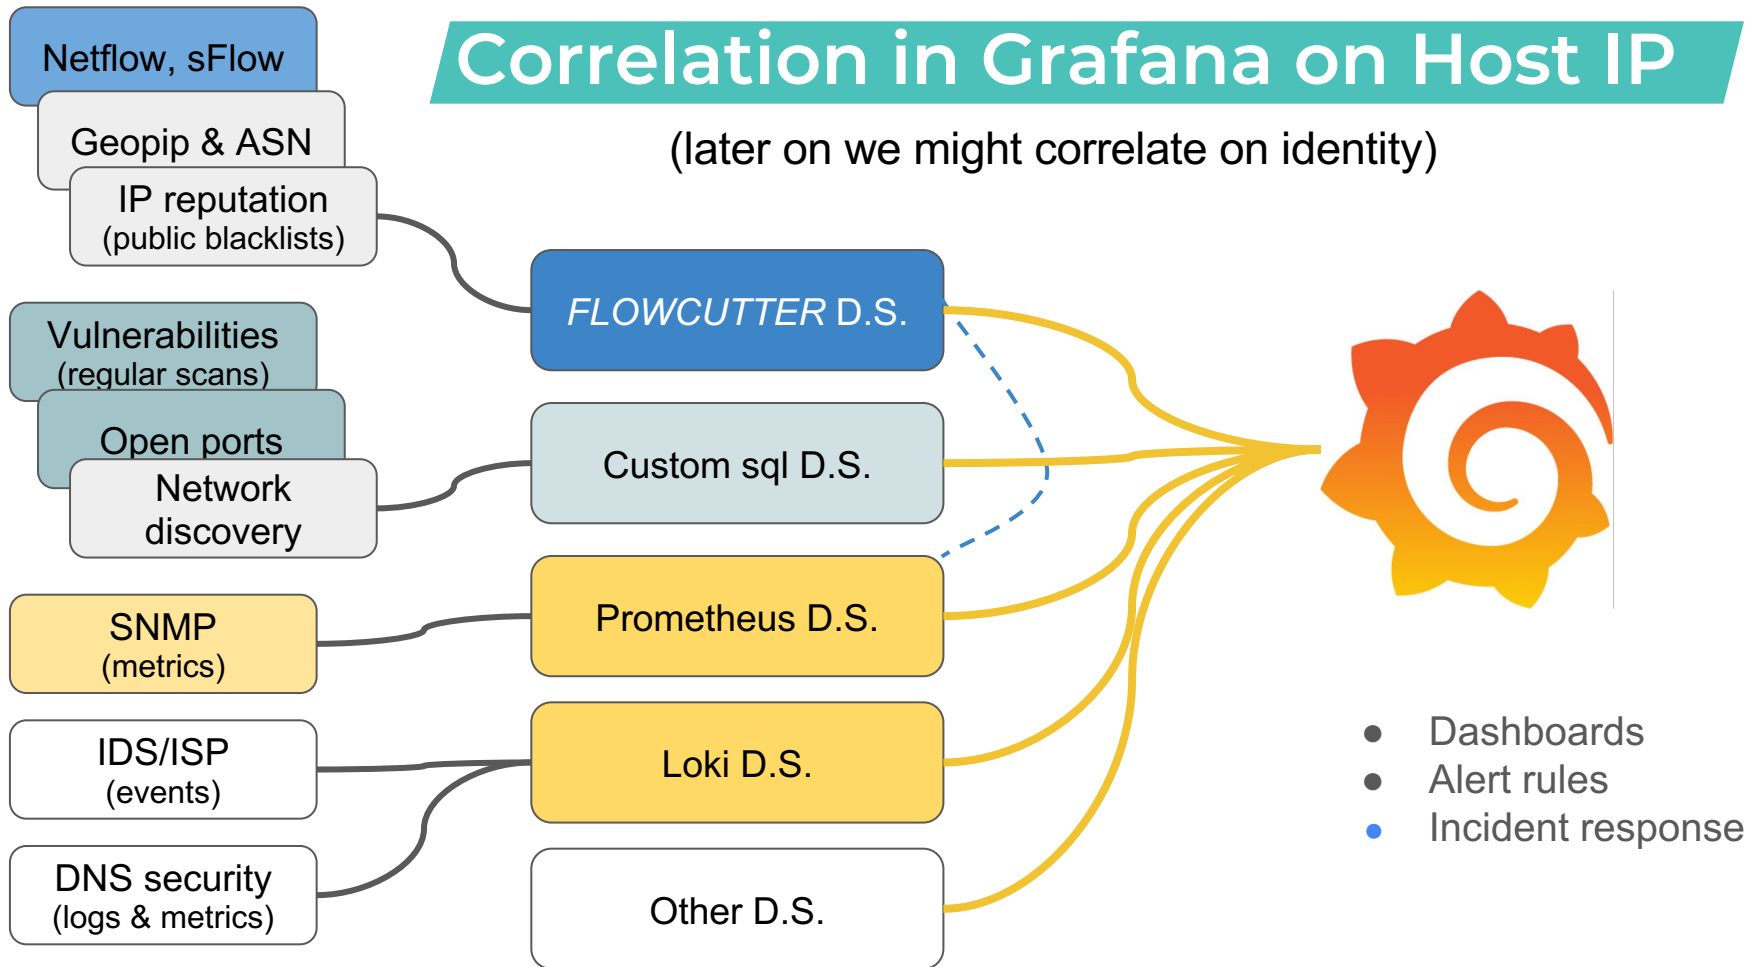 Correlation in Grafana on Host IP
(later on we might correlate on identity)
Netflow, sFlow
Geopip & ASN
IP reputation
(public blacklists)
Vulnerabilities
(regular scans)
Open ports
Network
discovery
SNMP
(metrics)
IDS/ISP
(events)
DNS security
(logs & metrics)
FLOWCUTTER D.S.
Custom sql D.S.
Prometheus D.S.
Loki D.S.
Other D.S.
Dashboards
Alert rules
Incident response